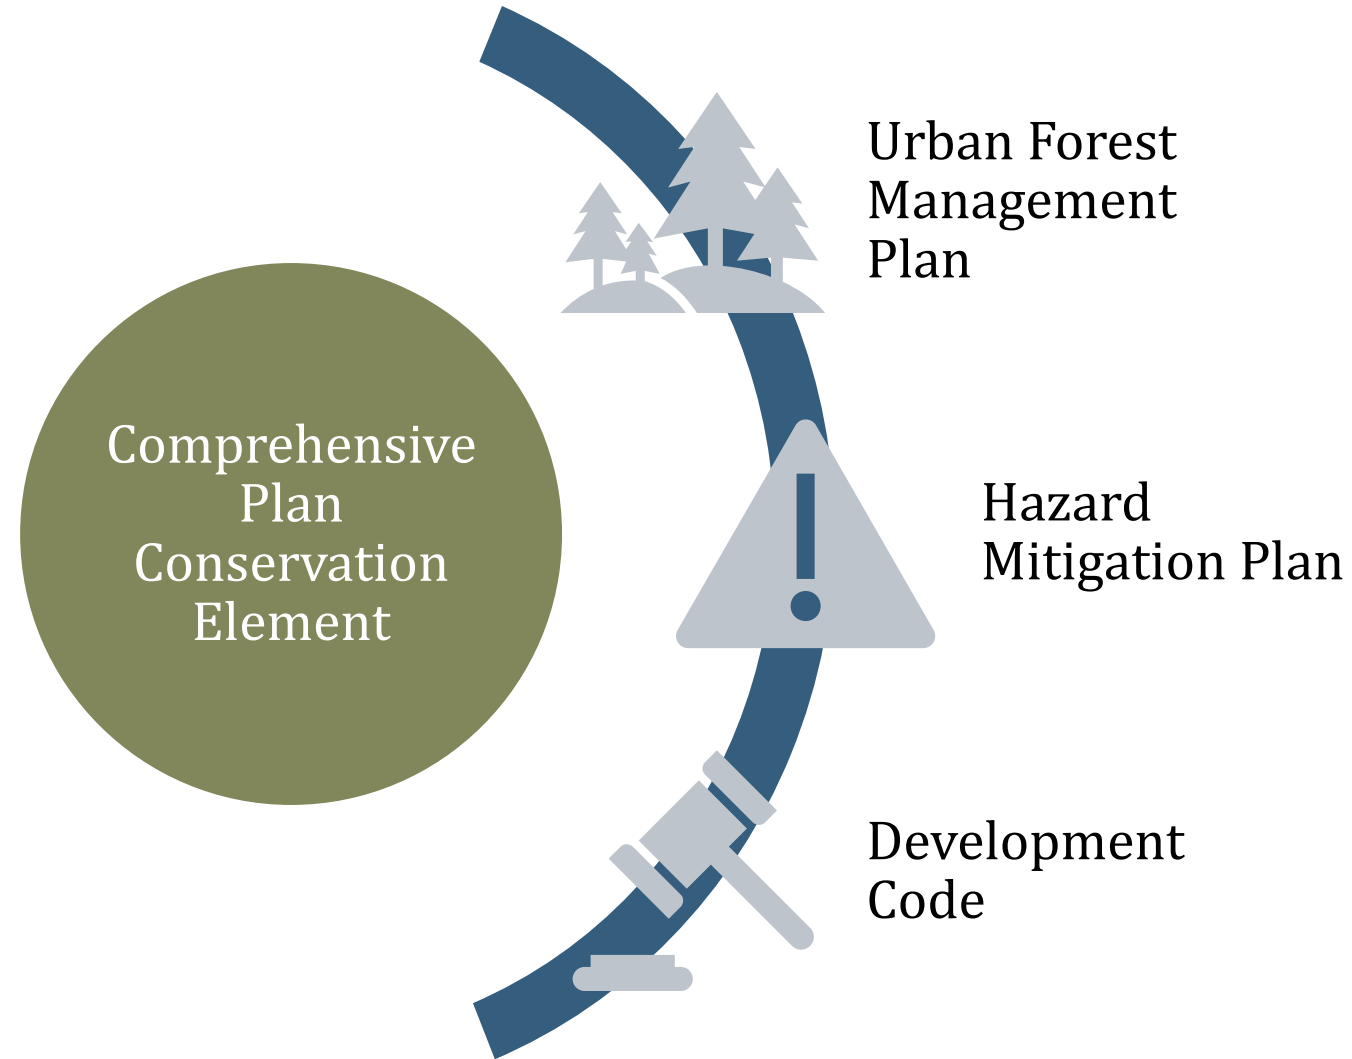 Comprehensive
Plan
Conservation
Element
Urban Forest
Management
Plan
Hazard
Mitigation Plan
Development
Code